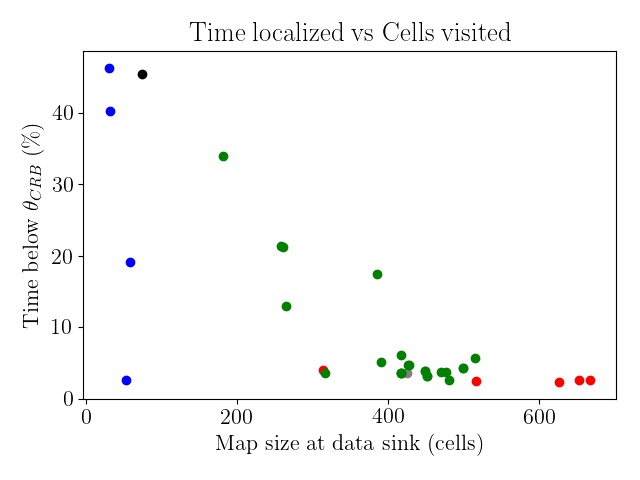 Time localized vs Cells visited
Time below θ_CRB (%)
40
30
20
10
0
0 200 400 600
Map size at data sink (cells)